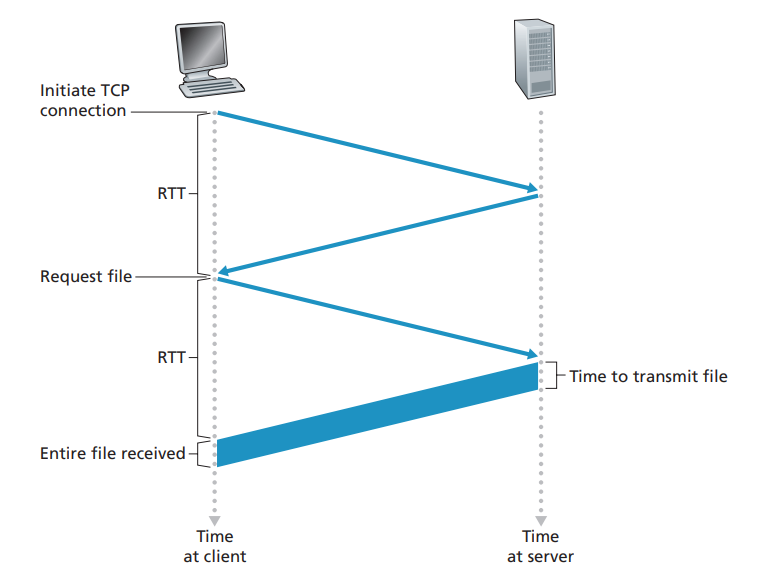 Initiate TCP
connection
RTT
Request file
RTT
Time to transmit file
Entire file received
Time
at client
Time
at server